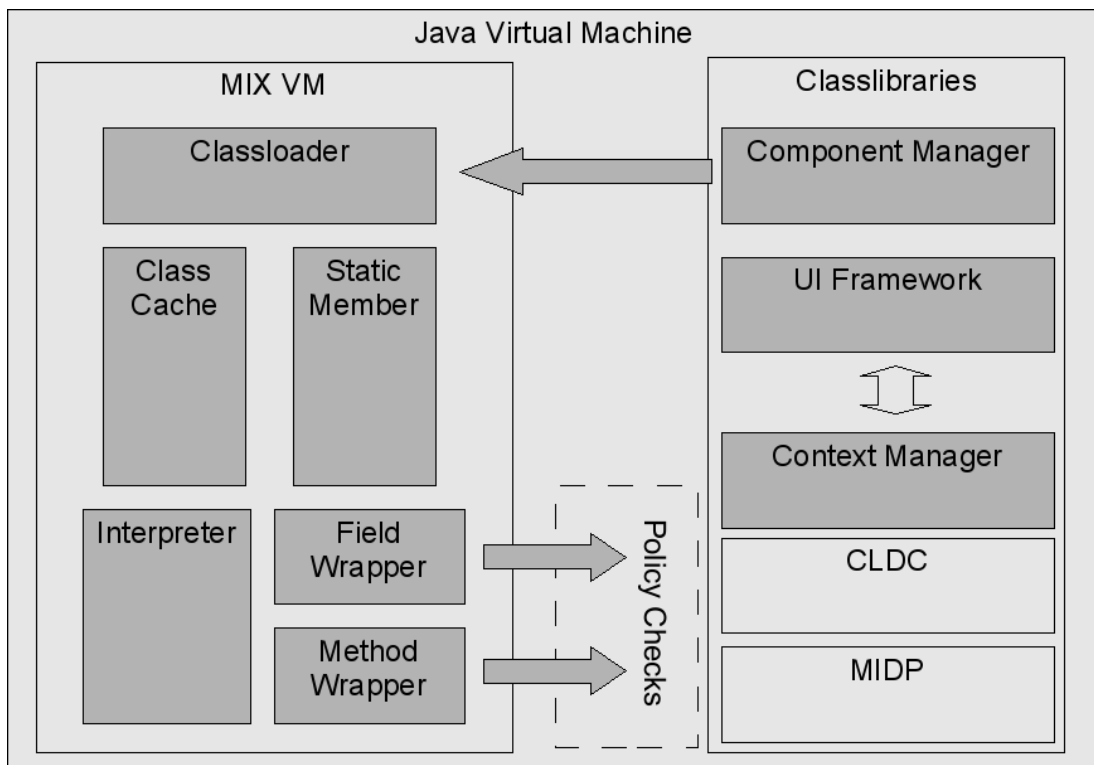 Java Virtual Machine
MIX VM
Classloader
Class
Cache
Static
Member
Interpreter
Field
Wrapper
Method
Wrapper
Policy Checks
Classlibraries
Component Manager
UI Framework
Context Manager
CLDC
MIDP